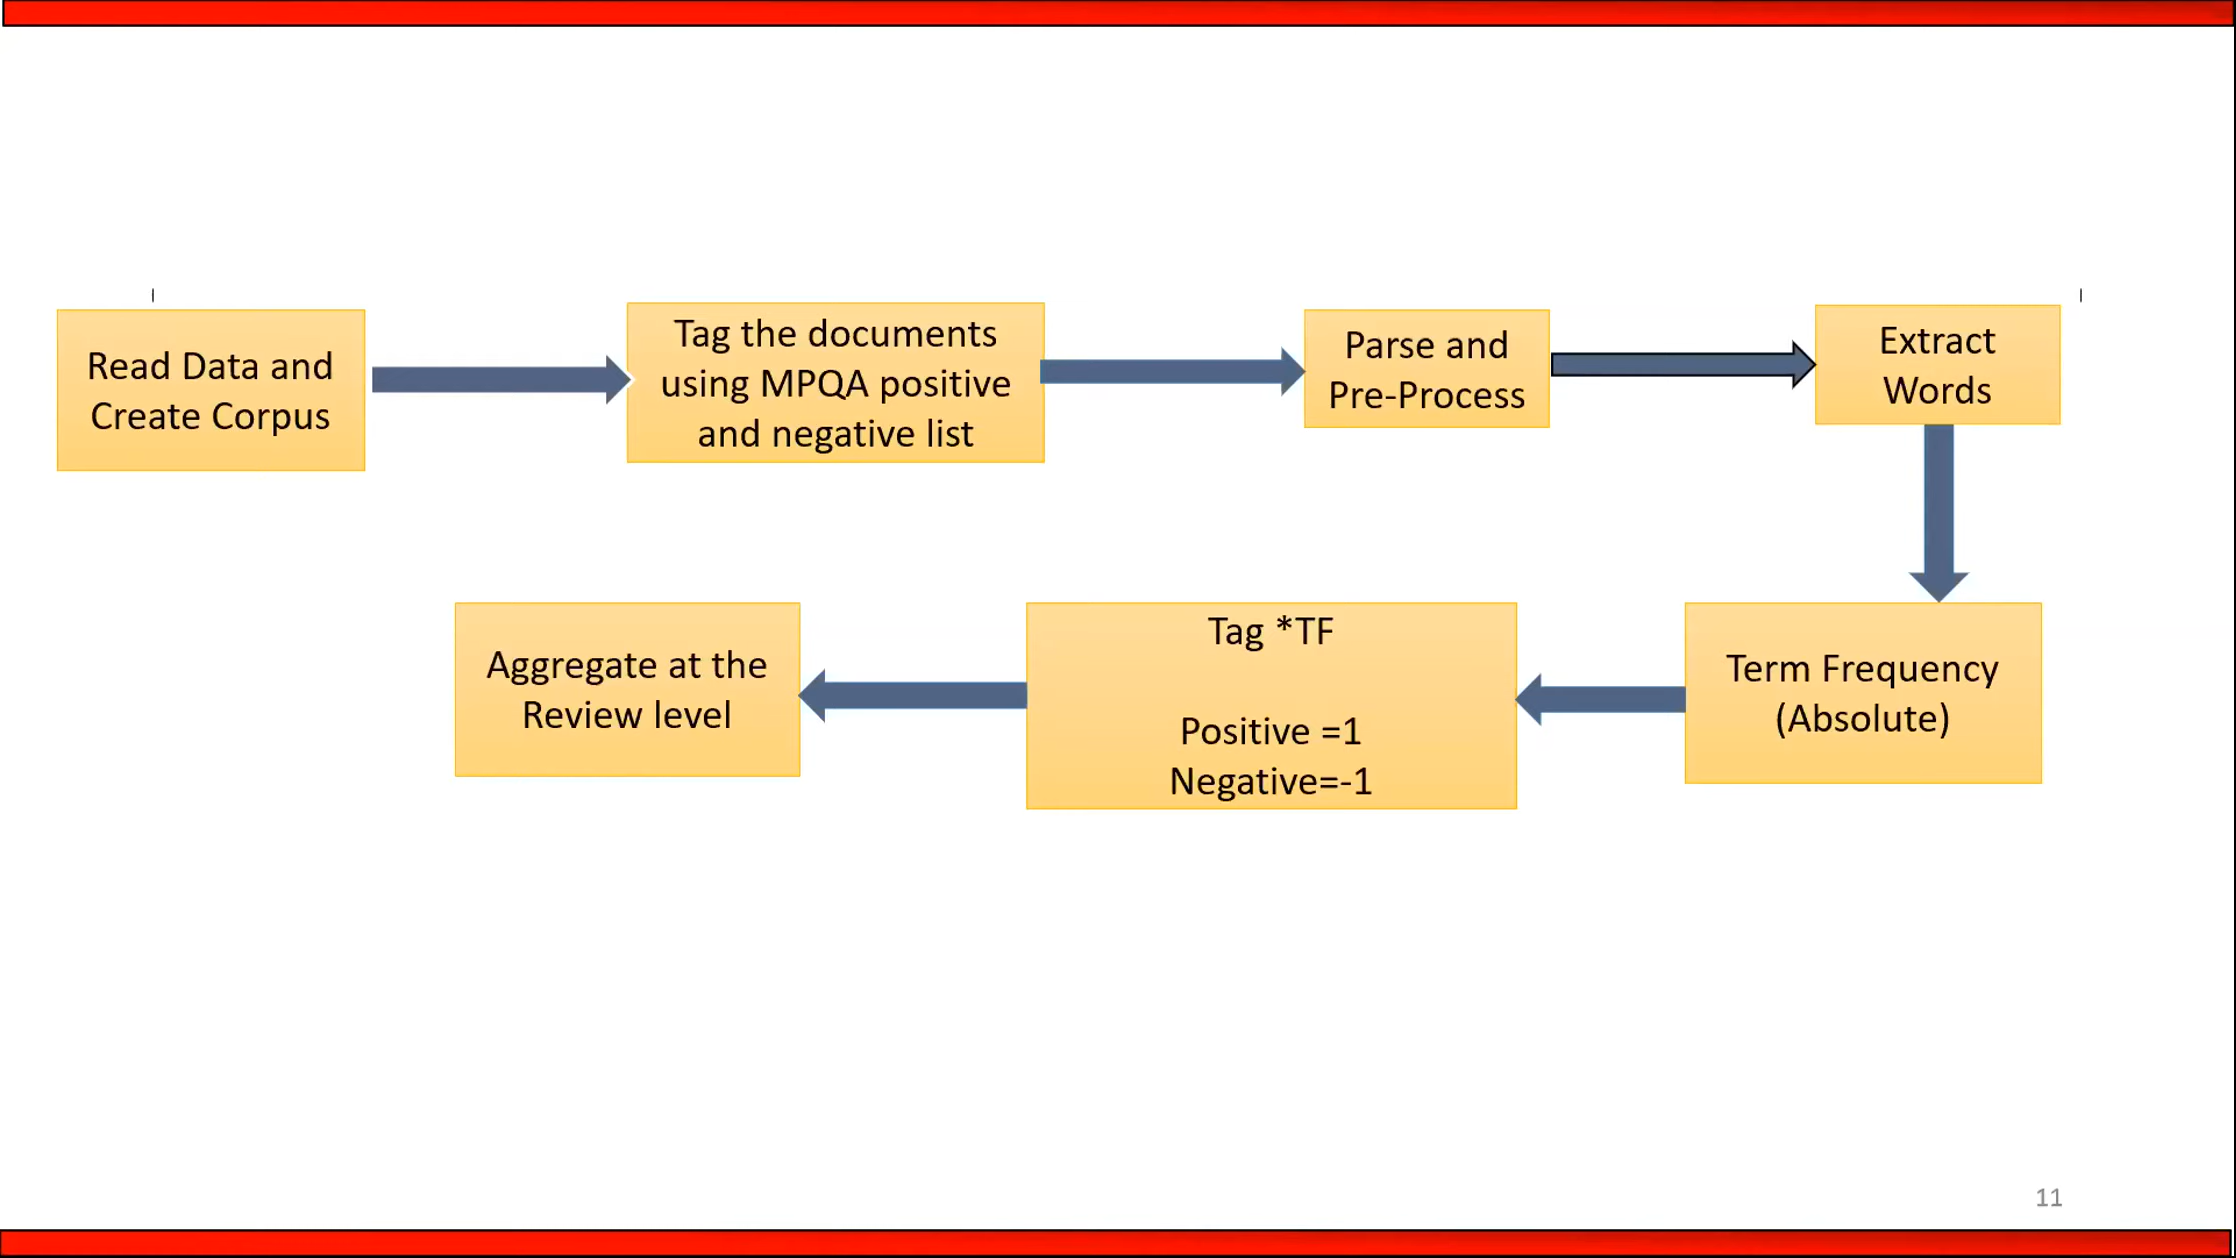 Read Data and
Create Corpus
Tag the documents
using MPQA positive
and negative list
Parse and
Pre-Process
Extract
Words
Term Frequency
(Absolute)
Tag *TF
Positive =1
Negative=-1
Aggregate at the
Review level
11